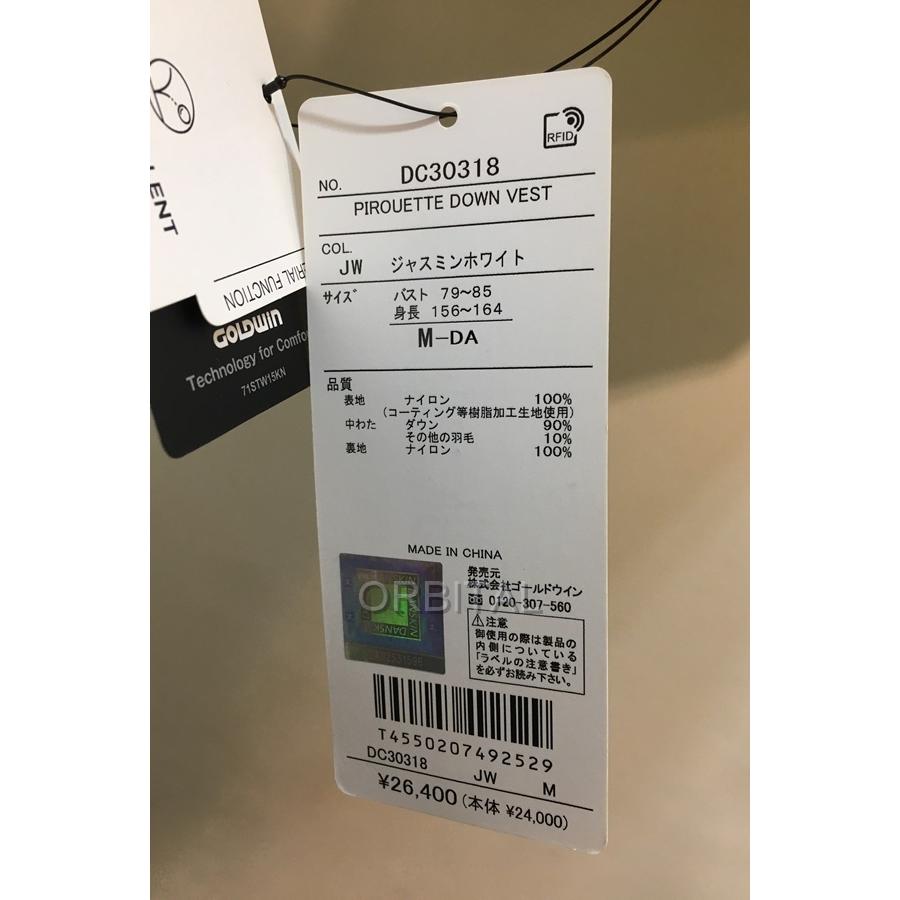 LENT
ERIAL FUNCTION
GOLDWIN
Technology for Comfor
71STW15KN
RFID
NO. DC30318
PIROUETTE DOWN VEST
COL. JW ジャスミンホワイト
サイズ バスト 79~85
身長 156~164
M-DA
品質
表地 ナイロン 100%
(コーティング等樹脂加工生地使用)
中わた ダウン 90%
その他の羽毛 10%
裏地 ナイロン 100%
MADE IN CHINA
発売元
株式会社ゴールドウイン
0120-307-560
⚠注意
御使用の際は製品の
内側についている
「ラベルの注意書き」
を必ずお読み下さい。
DANSKIN
ORBITAL
T4550207492529
DC30318 JW M
¥26,400(本体 ¥24,000)